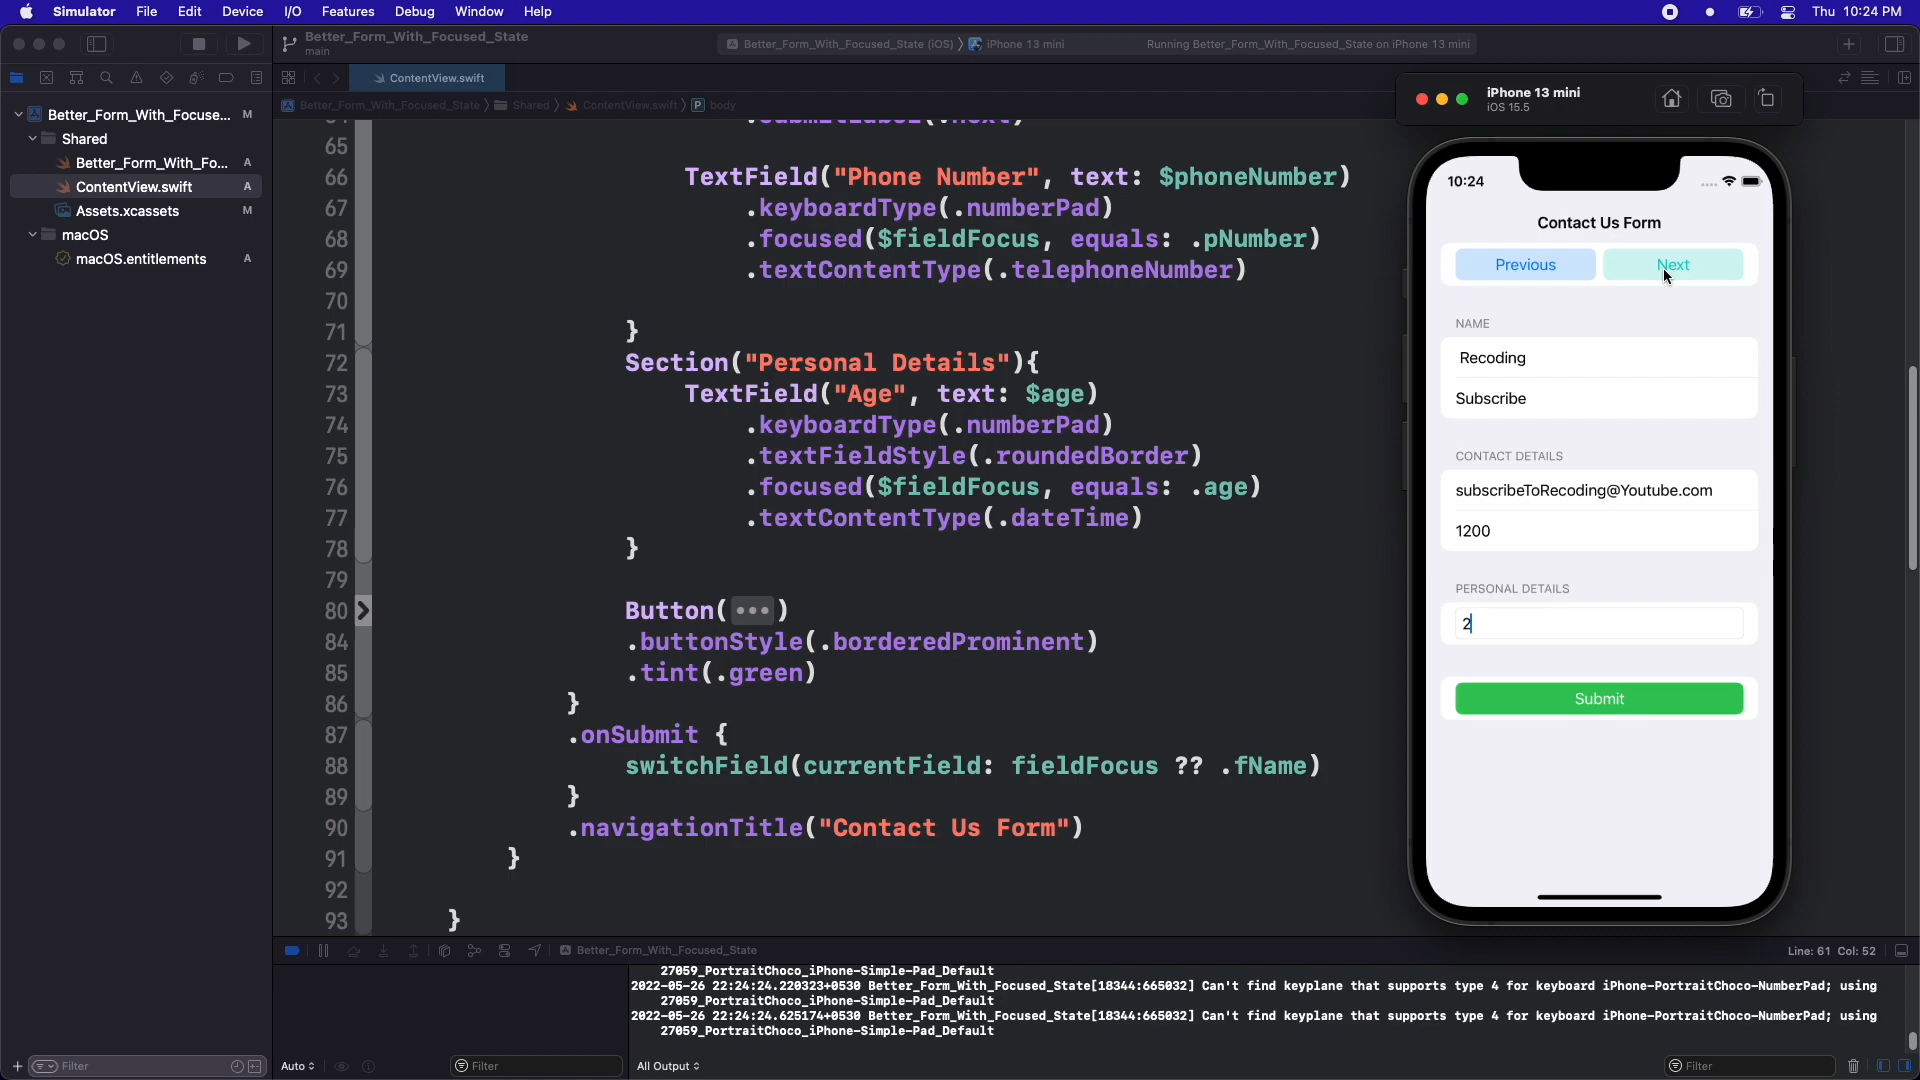 Simulator File Edit Device I/O Features Debug Window Help Thu 10:24 PM
Better_Form_With_Focused_State
main
Better_Form_With_Focused_State (iOS) iPhone 13 mini Running Better_Form_With_Focused_State on iPhone 13 mini
ContentView.swift
Better_Form_With_Focused_State Shared ContentView.swift P body
Better_Form_With_Focuse... M
Shared
Better_Form_With_Fo... A
ContentView.swift A
Assets.xcassets M
macOS
macOS.entitlements A
65
66 TextField("Phone Number", text: $phoneNumber)
67 .keyboardType(.numberPad)
68 .focused($fieldFocus, equals: .pNumber)
69 .textContentType(.telephoneNumber)
70
71 }
72 Section("Personal Details"){
73 TextField("Age", text: $age)
74 .keyboardType(.numberPad)
75 .textFieldStyle(.roundedBorder)
76 .focused($fieldFocus, equals: .age)
77 .textContentType(.dateTime)
78 }
79
80 Button(•••)
84 .buttonStyle(.borderedProminent)
85 .tint(.green)
86 }
87 .onSubmit {
88 switchField(currentField: fieldFocus ?? .fName)
89 }
90 .navigationTitle("Contact Us Form")
91 }
92
93 }
iPhone 13 mini
iOS 15.5
10:24
Contact Us Form
Previous Next
NAME
Recoding
Subscribe
CONTACT DETAILS
subscribeToRecoding@Youtube.com
1200
PERSONAL DETAILS
2
Submit
Better_Form_With_Focused_State Line: 61 Col: 52
27059_PortraitChoco_iPhone-Simple-Pad_Default
2022-05-26 22:24:24.220323+0530 Better_Form_With_Focused_State[18344:665032] Can't find keyplane that supports type 4 for keyboard iPhone-PortraitChoco-NumberPad; using
27059_PortraitChoco_iPhone-Simple-Pad_Default
2022-05-26 22:24:24.625174+0530 Better_Form_With_Focused_State[18344:665032] Can't find keyplane that supports type 4 for keyboard iPhone-PortraitChoco-NumberPad; using
27059_PortraitChoco_iPhone-Simple-Pad_Default
Filter Auto Filter All Output Filter